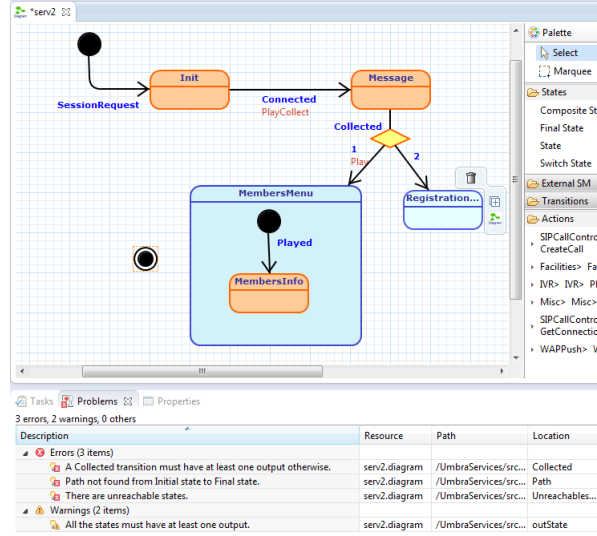 *serv2
Palette
Select
Marquee
States
Composite St
Final State
State
Switch State
External SM
Transitions
Actions
SIPCallContro
CreateCall
Facilities> Fa
IVR> IVR> Pl
Misc> Misc>
SIPCallContro
GetConnectio
WAPPush> W
Init
Message
SessionRequest
Connected
PlayCollect
Collected
1
Play
2
MembersMenu
Registration...
Diagram
Played
MembersInfo
Tasks
Problems
Properties
3 errors, 2 warnings, 0 others
Description Resource Path Location
Errors (3 items)
A Collected transition must have at least one output otherwise. serv2.diagram /UmbraServices/src... Collected
Path not found from Initial state to Final state. serv2.diagram /UmbraServices/src... Path
There are unreachable states. serv2.diagram /UmbraServices/src... Unreachables...
Warnings (2 items)
All the states must have at least one output. serv2.diagram /UmbraServices/src... outState